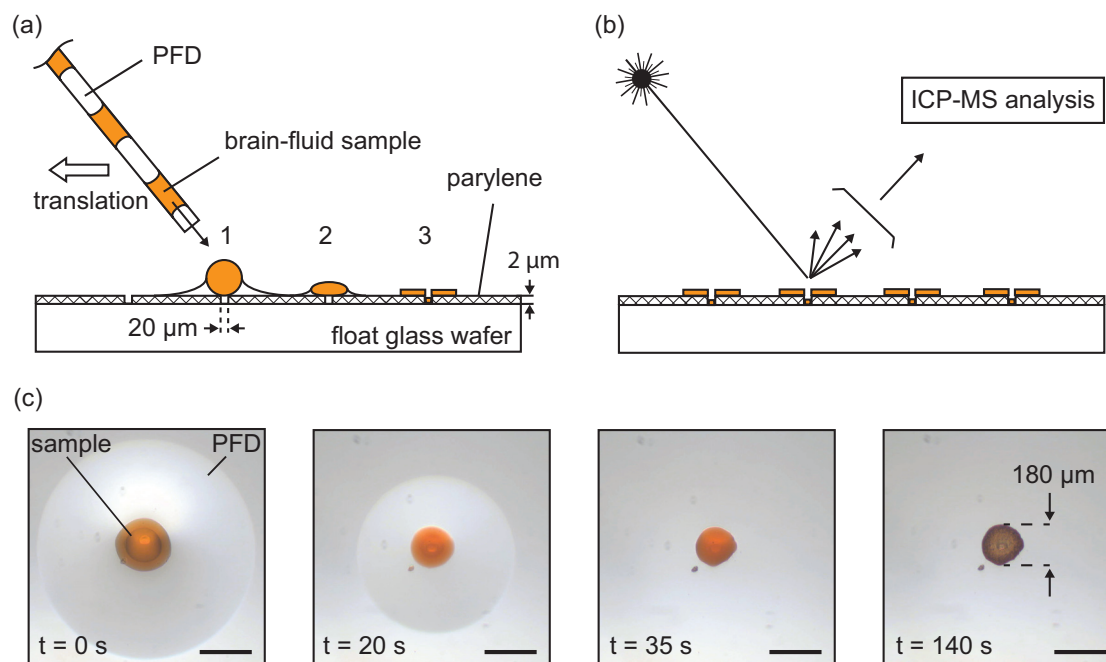 (a)
PFD
brain-fluid sample
translation
parylene
1
2
3
2 µm
20 µm
float glass wafer
(b)
ICP-MS analysis
(c)
sample
PFD
t = 0 s
t = 20 s
t = 35 s
180 µm
t = 140 s